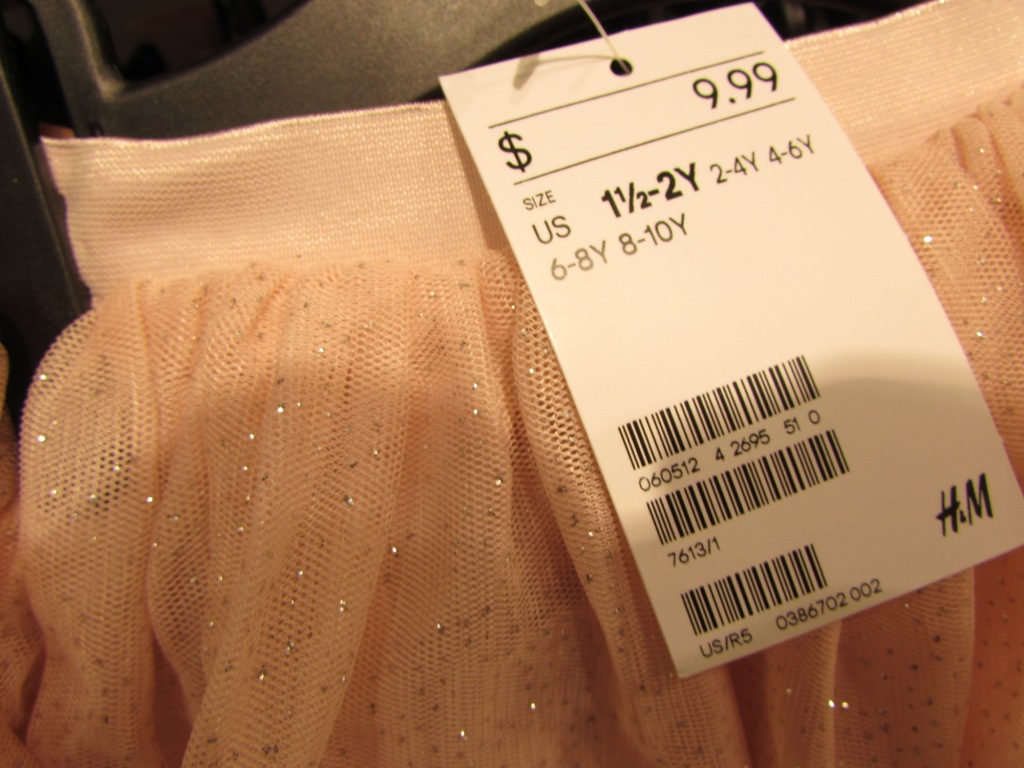 $ 9.99
SIZE
US 1½-2Y 2-4Y 4-6Y
6-8Y 8-10Y
060512 4 2695 51 0
7613/1
H&M
US/R5 0386702 002